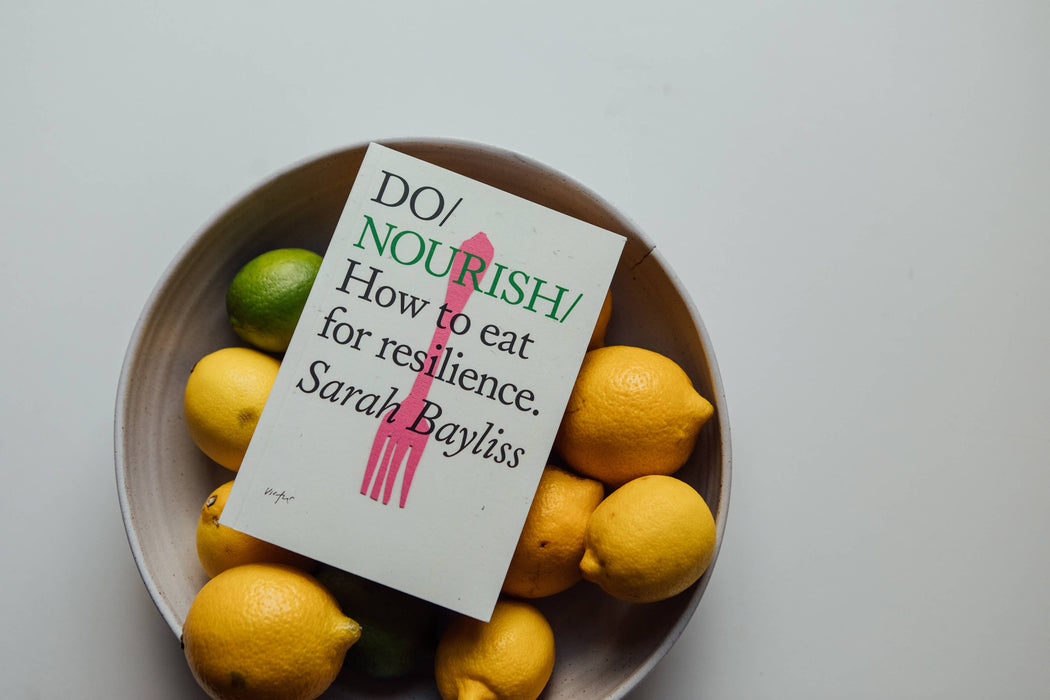 DO/
NOURISH/
How to eat
for resilience.
Sarah Bayliss